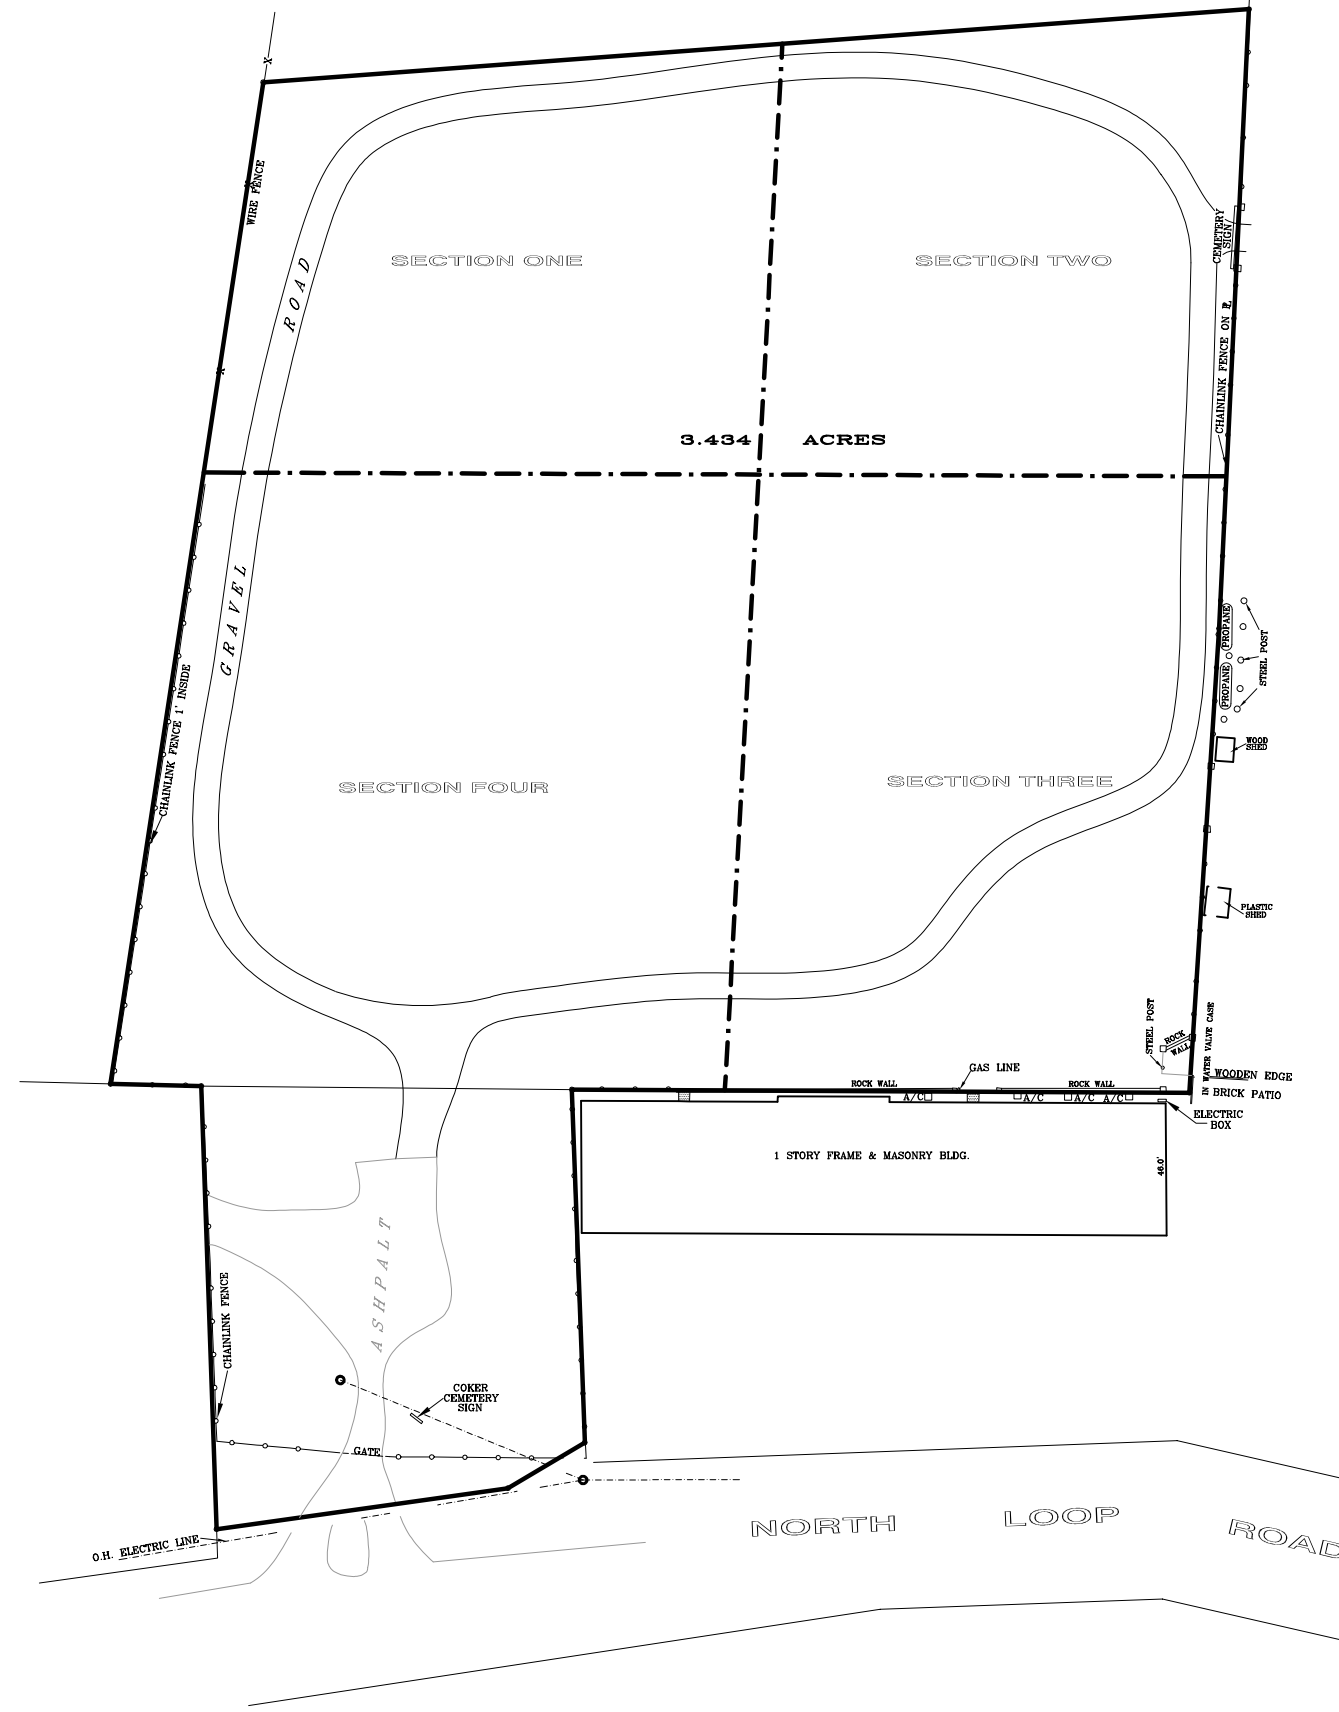 X
WIRE FENCE
X
X
ROAD
SECTION ONE
SECTION TWO
CEMETERY
SIGN
CHAINLINK FENCE ON PL
3.434 ACRES
GRAVEL
CHAINLINK FENCE 1' INSIDE
PROPANE
PROPANE
STEEL POST
WOOD
SHED
SECTION FOUR
SECTION THREE
PLASTIC
SHED
STEEL POST
ROCK
WALL
WATER VALVE CASE
IN
WOODEN EDGE
BRICK PATIO
GAS LINE
ROCK WALL
ROCK WALL
A/C
A/C
A/C
A/C
ELECTRIC
BOX
1 STORY FRAME & MASONRY BLDG.
46.0'
ASHPALT
CHAINLINK FENCE
COKER
CEMETERY
SIGN
GATE
O.H. ELECTRIC LINE
NORTH LOOP ROAD